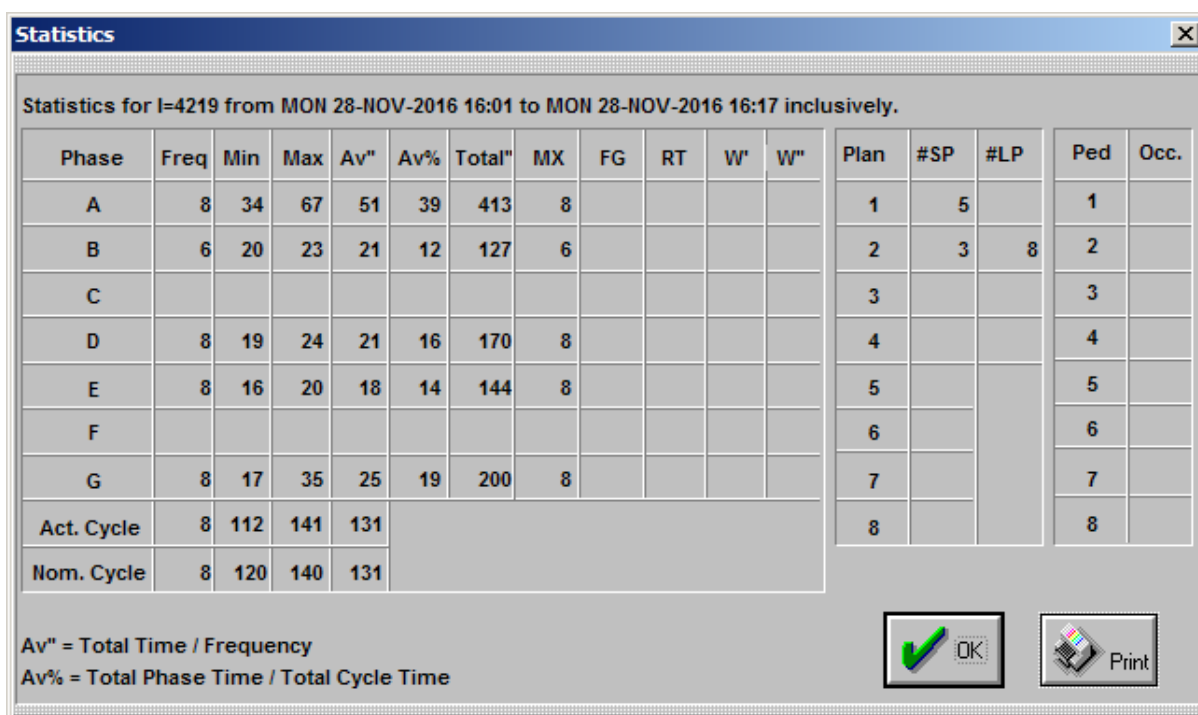 Statistics
Statistics for I=4219 from MON 28-NOV-2016 16:01 to MON 28-NOV-2016 16:17 inclusively.
Phase Freq Min Max Av" Av% Total" MX FG RT W' W"
A 8 34 67 51 39 413 8
B 6 20 23 21 12 127 6
C
D 8 19 24 21 16 170 8
E 8 16 20 18 14 144 8
F
G 8 17 35 25 19 200 8
Act. Cycle 8 112 141 131
Nom. Cycle 8 120 140 131
Plan #SP #LP
1 5
2 3 8
3
4
5
6
7
8
Ped Occ.
1
2
3
4
5
6
7
8
Av" = Total Time / Frequency
Av% = Total Phase Time / Total Cycle Time
OK
Print